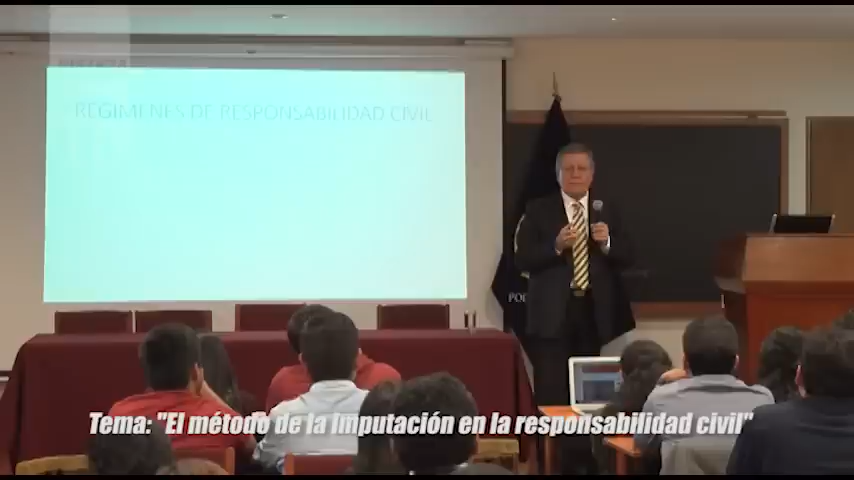 REGIMENES DE RESPONSABILIDAD CIVIL
Tema: "El método de la Imputación en la responsabilidad civil"